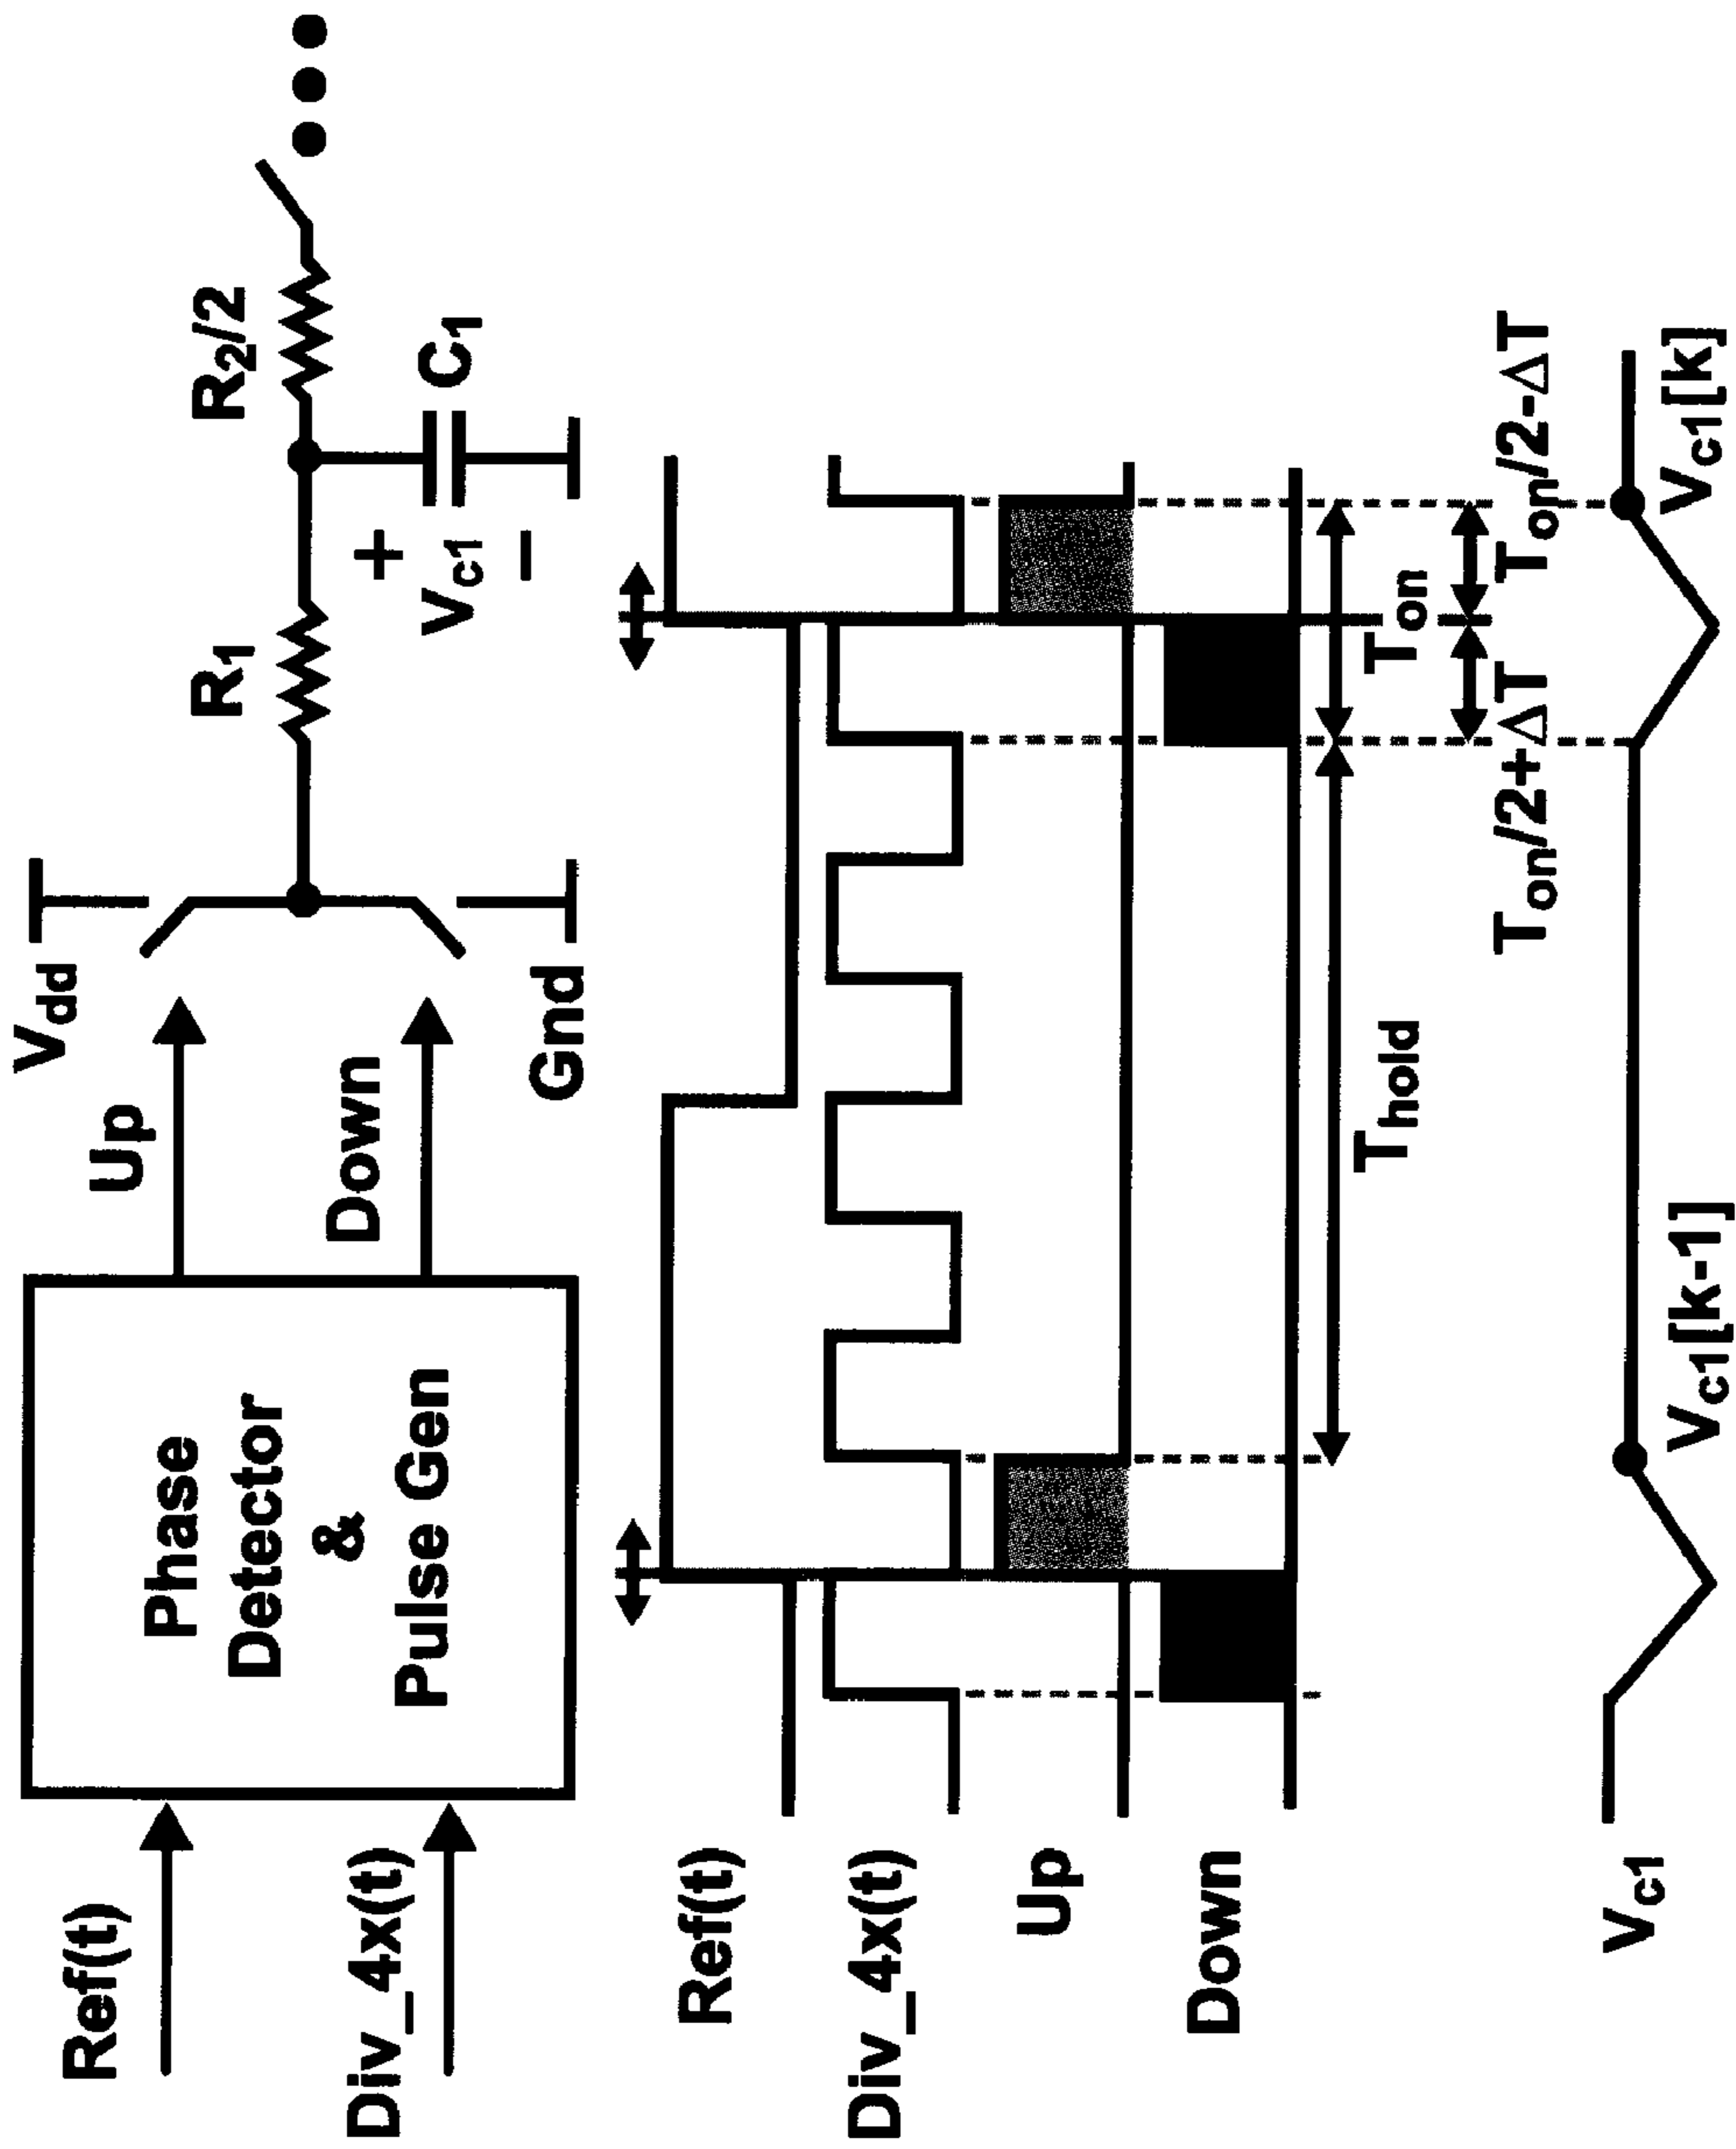 Ref(t)
Div_4x(t)
Phase
Detector
&
Pulse Gen
Up
Down
Vdd
Gnd
R1
R2/2
+
Vc1
–
C1
Ref(t)
Div_4x(t)
Up
Down
Thold
Ton
Ton/2+ΔT
Ton/2-ΔT
Vc1
Vc1[k-1]
Vc1[k]